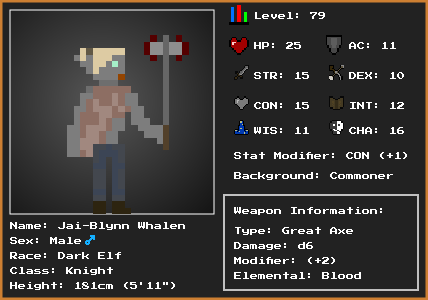 Level: 79
HP: 25 AC: 11
STR: 15 DEX: 10
CON: 15 INT: 12
WIS: 11 CHA: 16
Stat Modifier: CON (+1)
Background: Commoner
Name: Jai-Blynn Whalen
Sex: Male♂
Race: Dark Elf
Class: Knight
Height: 181cm (5'11")
Weapon Information:
Type: Great Axe
Damage: d6
Modifier: (+2)
Elemental: Blood